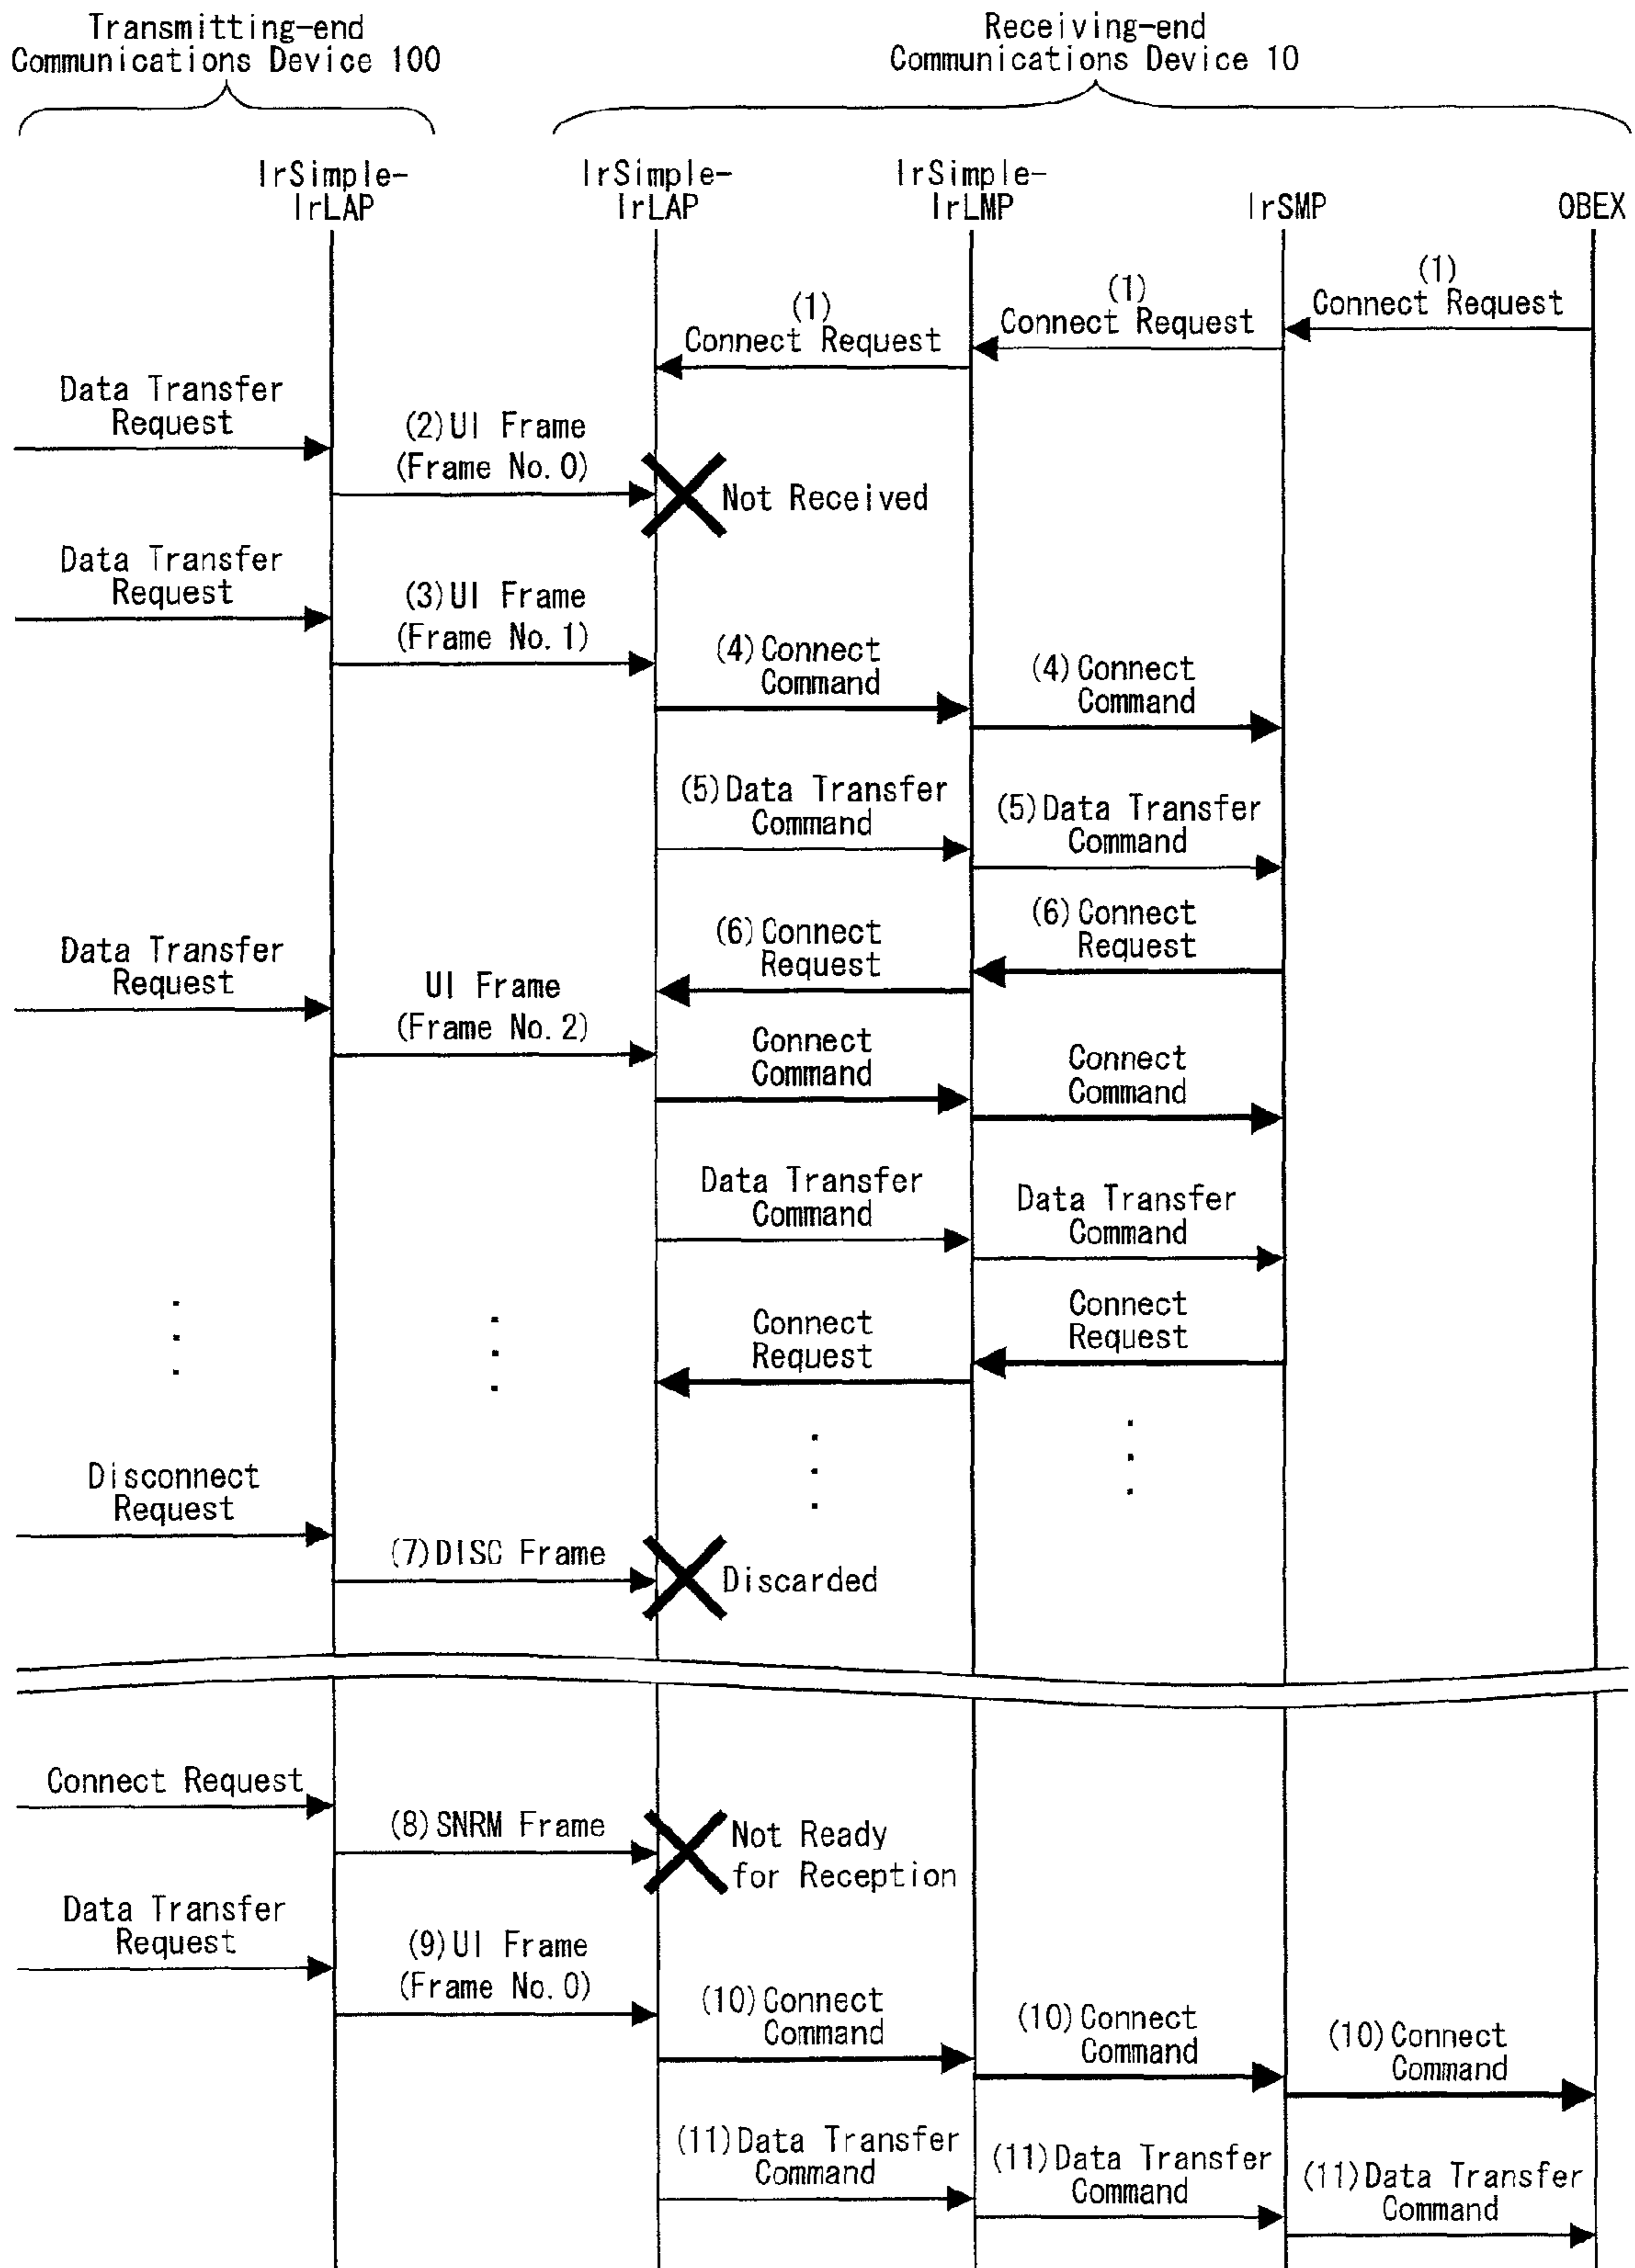 Transmitting-end
Communications Device 100
Receiving-end
Communications Device 10
IrSimple-
IrLAP
IrSimple-
IrLAP
IrSimple-
IrLMP
IrSMP
OBEX
(1)
Connect Request
(1)
Connect Request
(1)
Connect Request
Data Transfer
Request
(2)UI Frame
(Frame No.0)
Not Received
Data Transfer
Request
(3)UI Frame
(Frame No.1)
(4)Connect
Command
(4)Connect
Command
(5)Data Transfer
Command
(5)Data Transfer
Command
(6)Connect
Request
(6)Connect
Request
Data Transfer
Request
UI Frame
(Frame No.2)
Connect
Command
Connect
Command
Data Transfer
Command
Data Transfer
Command
Connect
Request
Connect
Request
Disconnect
Request
(7)DISC Frame
Discarded
Connect Request
(8)SNRM Frame
Not Ready
for Reception
Data Transfer
Request
(9)UI Frame
(Frame No.0)
(10)Connect
Command
(10)Connect
Command
(10)Connect
Command
(11)Data Transfer
Command
(11)Data Transfer
Command
(11)Data Transfer
Command